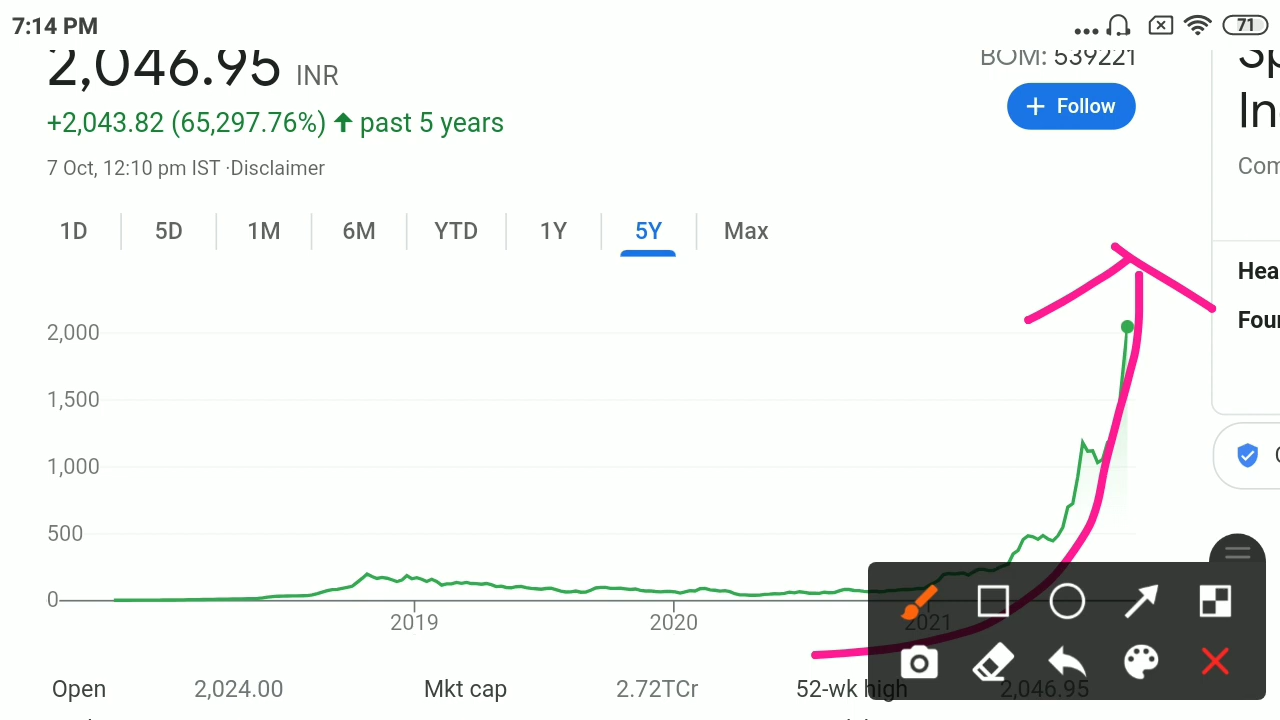 7:14 PM 71
2,046.95 INR
BOM: 539221
+ Follow
+2,043.82 (65,297.76%) ↑ past 5 years
7 Oct, 12:10 pm IST ·Disclaimer
1D 5D 1M 6M YTD 1Y 5Y Max
2,000
1,500
1,000
500
0
2019 2020 2021
Open 2,024.00 Mkt cap 2.72TCr 52-wk high 2,046.95
Sp
In
Com
Hea
Foun